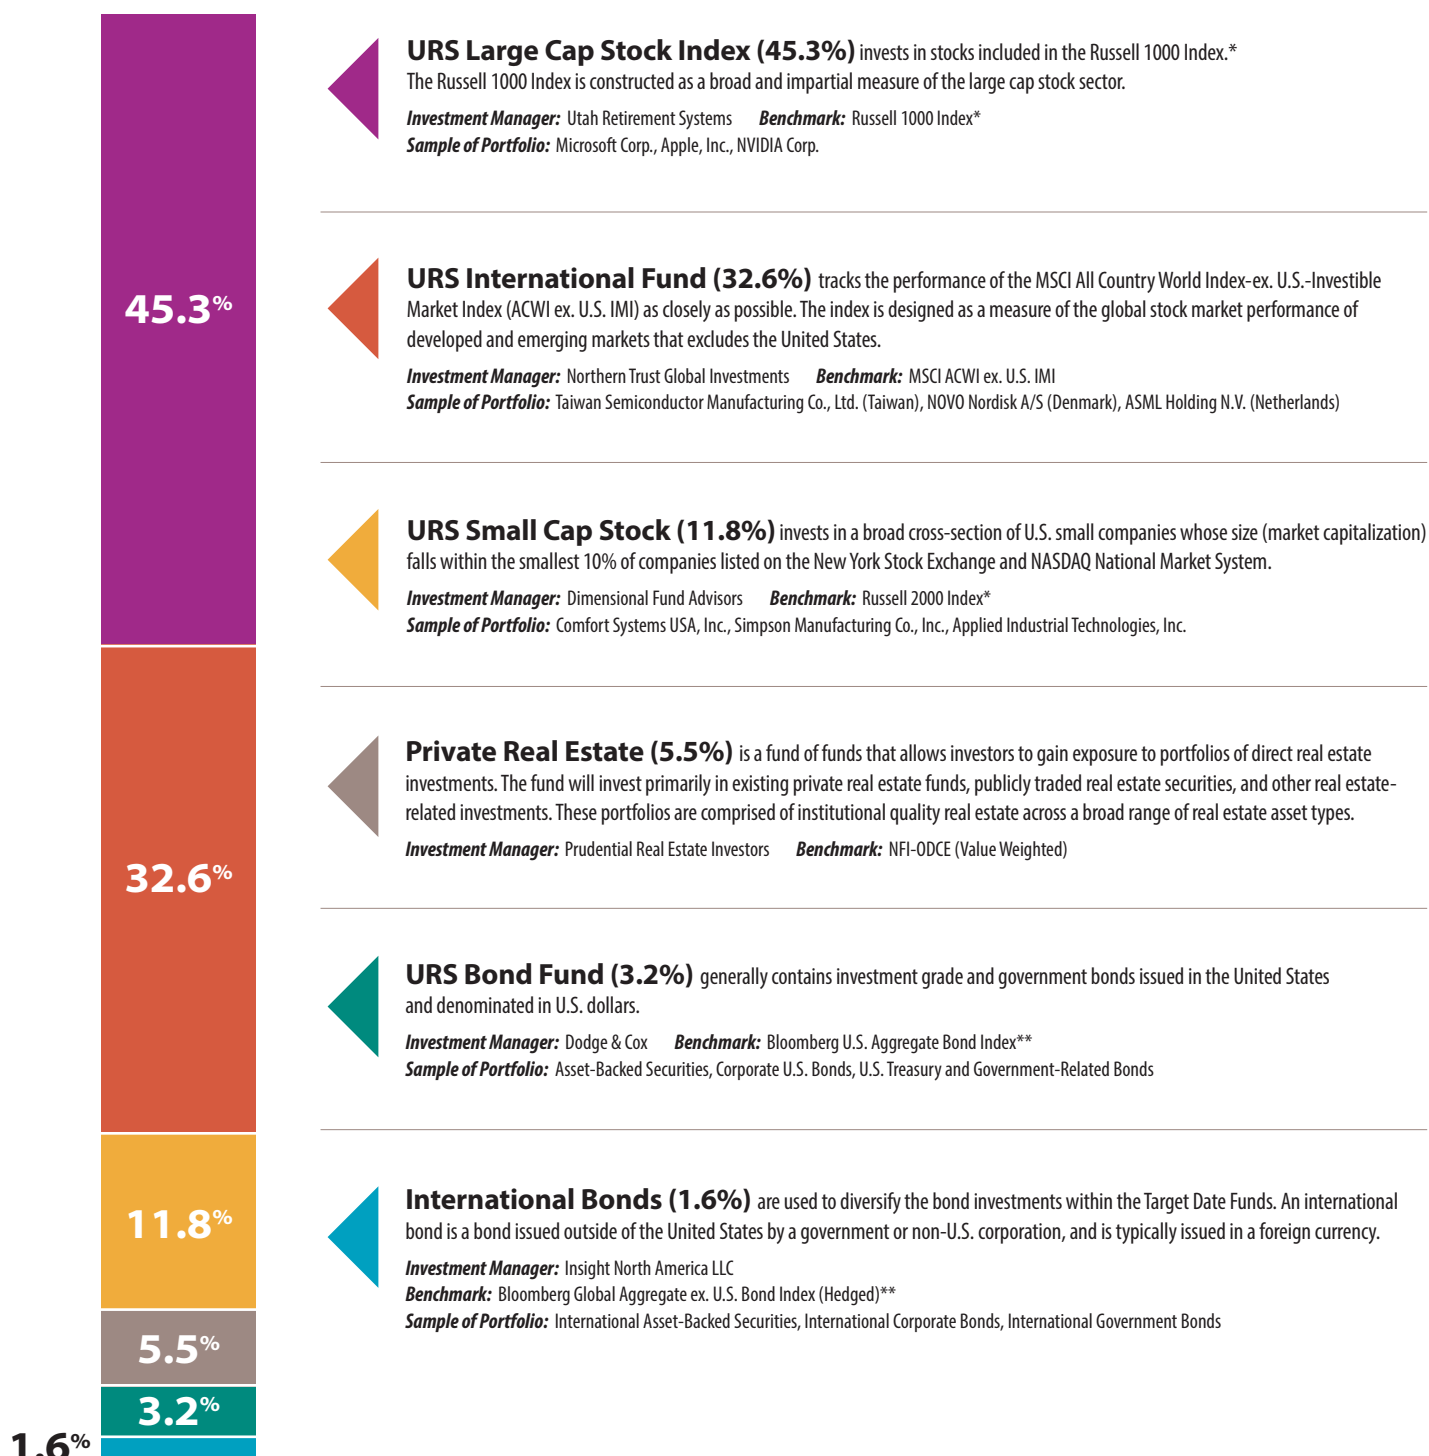 URS Large Cap Stock Index (45.3%) invests in stocks included in the Russell 1000 Index.*
The Russell 1000 Index is constructed as a broad and impartial measure of the large cap stock sector.
Investment Manager: Utah Retirement Systems Benchmark: Russell 1000 Index*
Sample of Portfolio: Microsoft Corp., Apple, Inc., NVIDIA Corp.
URS International Fund (32.6%) tracks the performance of the MSCI All Country World Index-ex. U.S.-Investible
Market Index (ACWI ex. U.S. IMI) as closely as possible. The index is designed as a measure of the global stock market performance of
developed and emerging markets that excludes the United States.
Investment Manager: Northern Trust Global Investments Benchmark: MSCI ACWI ex. U.S. IMI
Sample of Portfolio: Taiwan Semiconductor Manufacturing Co., Ltd. (Taiwan), NOVO Nordisk A/S (Denmark), ASML Holding N.V. (Netherlands)
URS Small Cap Stock (11.8%) invests in a broad cross-section of U.S. small companies whose size (market capitalization)
falls within the smallest 10% of companies listed on the New York Stock Exchange and NASDAQ National Market System.
Investment Manager: Dimensional Fund Advisors Benchmark: Russell 2000 Index*
Sample of Portfolio: Comfort Systems USA, Inc., Simpson Manufacturing Co., Inc., Applied Industrial Technologies, Inc.
Private Real Estate (5.5%) is a fund of funds that allows investors to gain exposure to portfolios of direct real estate
investments. The fund will invest primarily in existing private real estate funds, publicly traded real estate securities, and other real estate-
related investments. These portfolios are comprised of institutional quality real estate across a broad range of real estate asset types.
Investment Manager: Prudential Real Estate Investors Benchmark: NFI-ODCE (Value Weighted)
URS Bond Fund (3.2%) generally contains investment grade and government bonds issued in the United States
and denominated in U.S. dollars.
Investment Manager: Dodge & Cox Benchmark: Bloomberg U.S. Aggregate Bond Index**
Sample of Portfolio: Asset-Backed Securities, Corporate U.S. Bonds, U.S. Treasury and Government-Related Bonds
International Bonds (1.6%) are used to diversify the bond investments within the Target Date Funds. An international
bond is a bond issued outside of the United States by a government or non-U.S. corporation, and is typically issued in a foreign currency.
Investment Manager: Insight North America LLC
Benchmark: Bloomberg Global Aggregate ex. U.S. Bond Index (Hedged)**
Sample of Portfolio: International Asset-Backed Securities, International Corporate Bonds, International Government Bonds
45.3%
32.6%
11.8%
5.5%
3.2%
1.6%